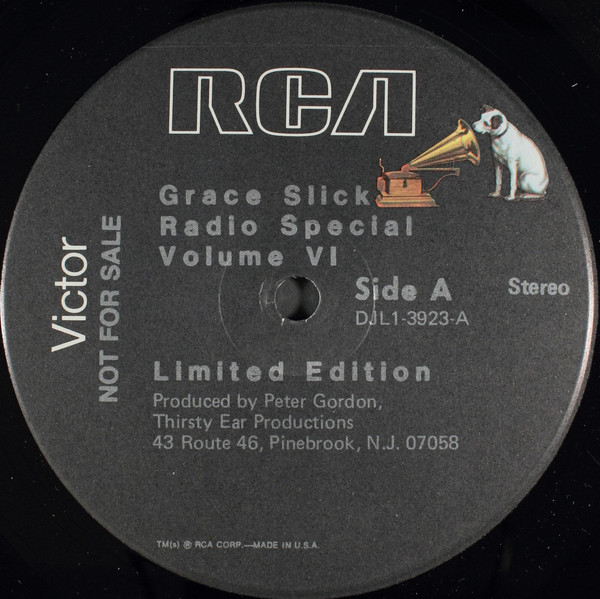 RCA
Grace Slick
Radio Special
Volume VI
Side A
Stereo
DJL1-3923-A
Victor
NOT FOR SALE
Limited Edition
Produced by Peter Gordon,
Thirsty Ear Productions
43 Route 46, Pinebrook, N.J. 07058
TM(s) ® RCA CORP.—MADE IN U.S.A.